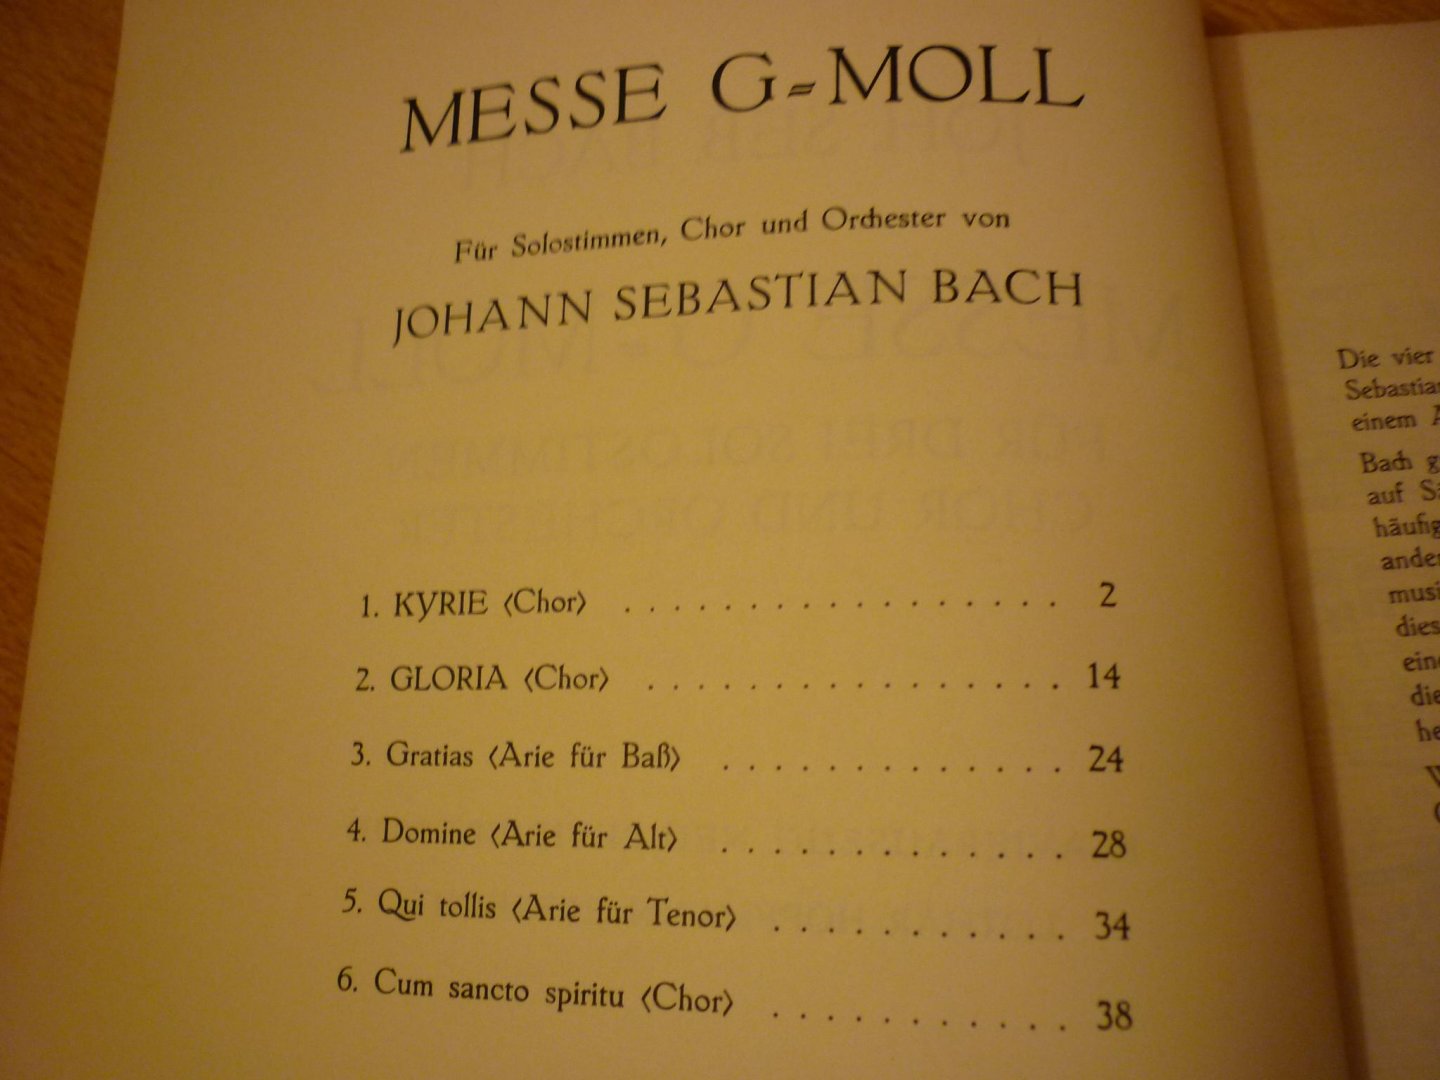 MESSE G-MOLL
Für Solostimmen, Chor und Orchester von
JOHANN SEBASTIAN BACH
1. KYRIE ‹Chor› . . . . . . . . . . . . . . . . . . 2
2. GLORIA ‹Chor› . . . . . . . . . . . . . . . . . 14
3. Gratias ‹Arie für Baß› . . . . . . . . . . . . . . 24
4. Domine ‹Arie für Alt› . . . . . . . . . . . . . . 28
5. Qui tollis ‹Arie für Tenor› . . . . . . . . . . . . 34
6. Cum sancto spiritu ‹Chor› . . . . . . . . . . . . 38
Die vier
einem
Bach
auf